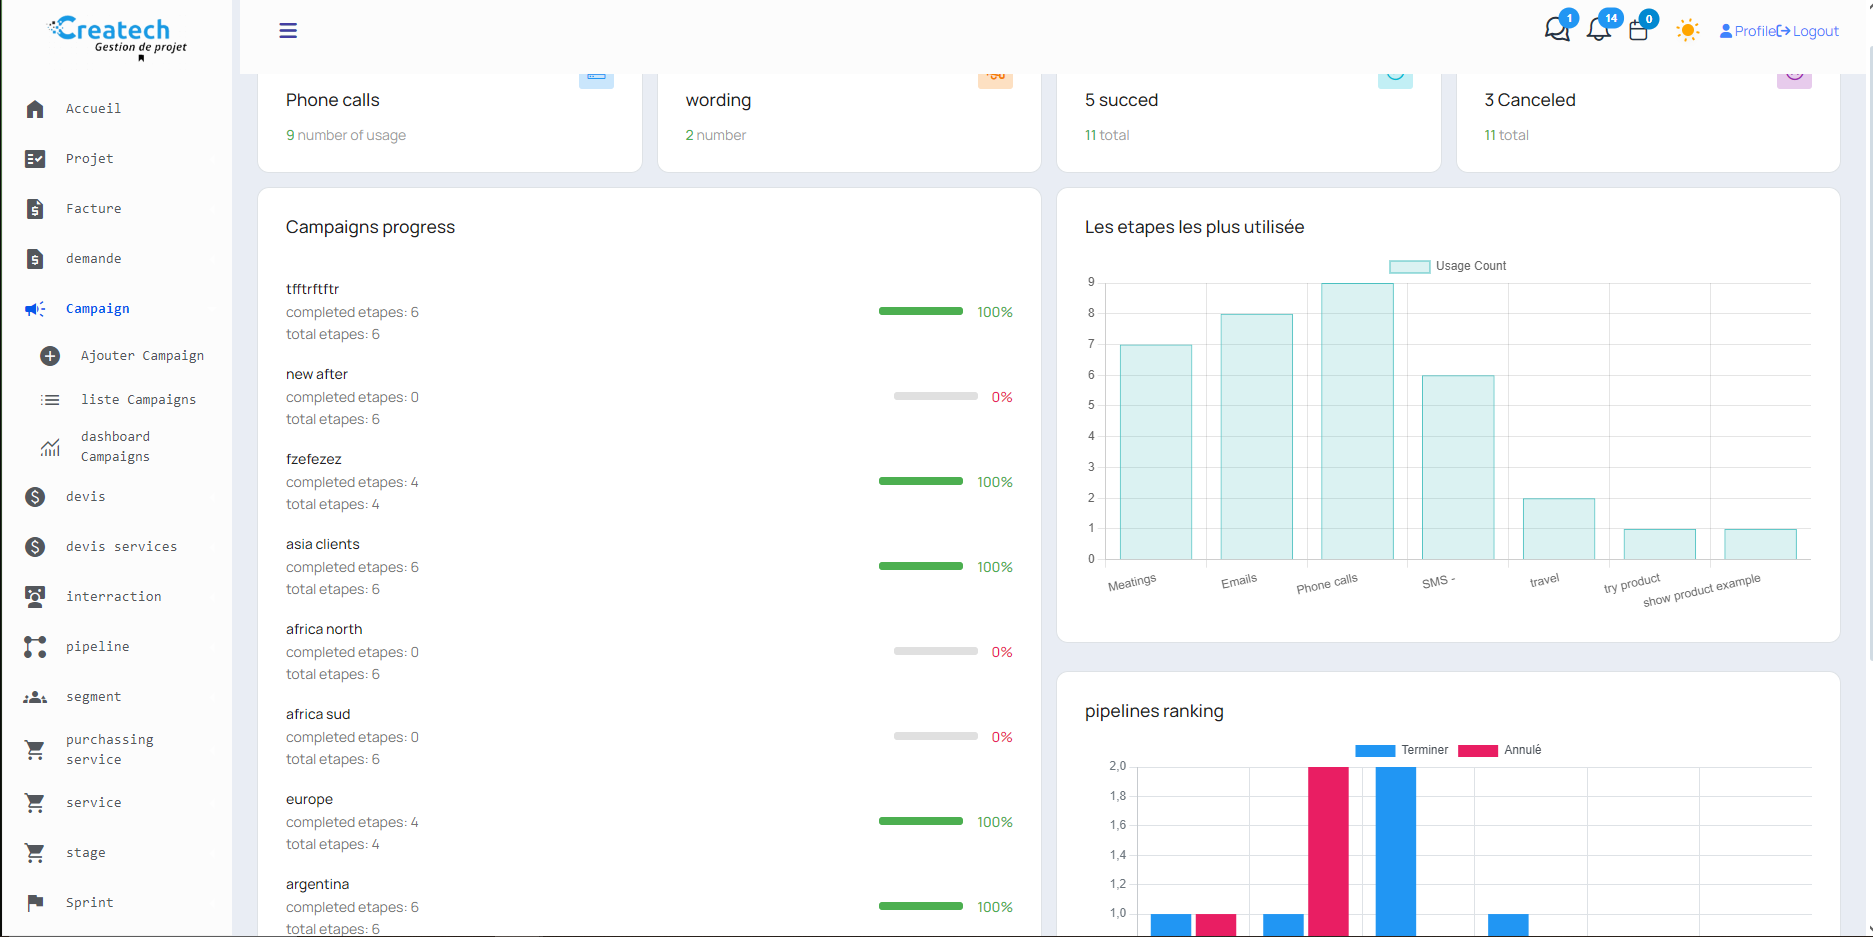 Createch
Gestion de projet
1
14
0
Profile
Logout
Accueil
Projet
Facture
demande
Campaign
Ajouter Campaign
liste Campaigns
dashboard
Campaigns
devis
devis services
interraction
pipeline
segment
purchassing
service
service
stage
Sprint
Phone calls
9 number of usage
wording
2 number
5 succed
11 total
3 Canceled
11 total
Campaigns progress
tfftrftftr
completed etapes: 6
total etapes: 6
100%
new after
completed etapes: 0
total etapes: 6
0%
fzefezez
completed etapes: 4
total etapes: 4
100%
asia clients
completed etapes: 6
total etapes: 6
100%
africa north
completed etapes: 0
total etapes: 6
0%
africa sud
completed etapes: 0
total etapes: 6
0%
europe
completed etapes: 4
total etapes: 4
100%
argentina
completed etapes: 6
total etapes: 6
100%
Les etapes les plus utilisée
Usage Count
9
8
7
6
5
4
3
2
1
0
Meatings
Emails
Phone calls
SMS -
travel
try product
show product example
pipelines ranking
Terminer
Annulé
2,0
1,8
1,6
1,4
1,2
1,0